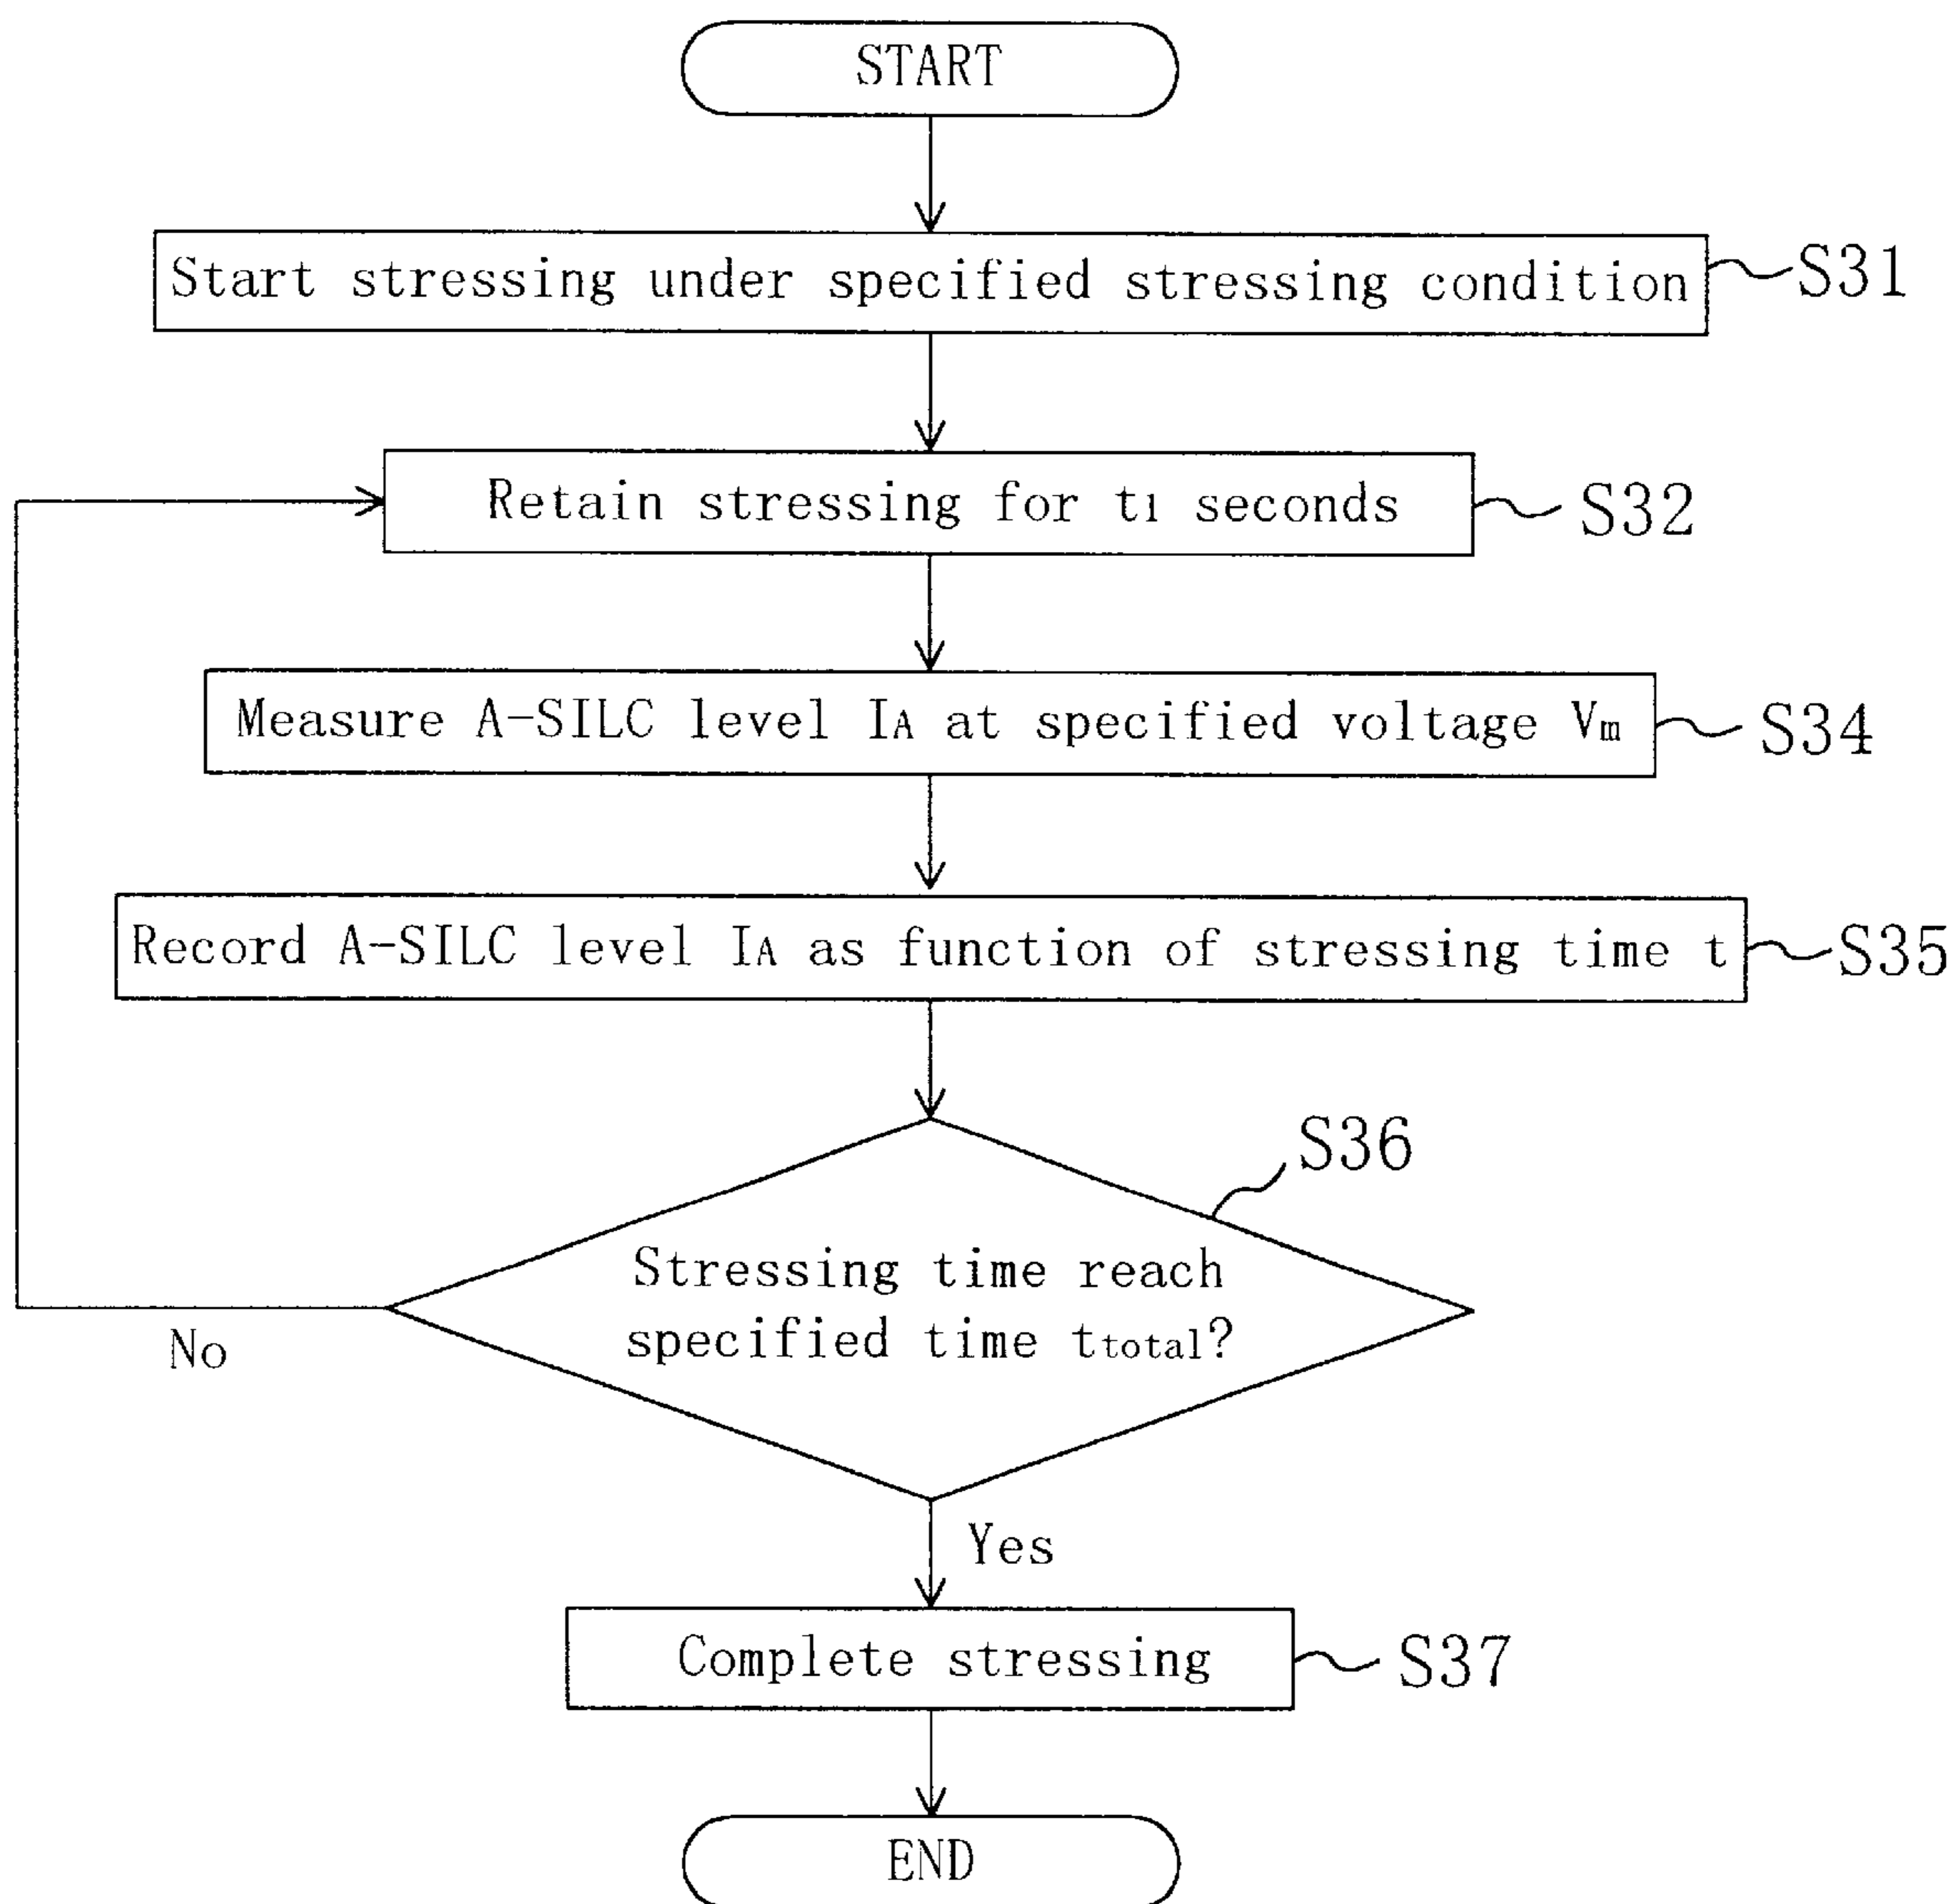 START
Start stressing under specified stressing condition
S31
Retain stressing for t1 seconds
S32
Measure A-SILC level IA at specified voltage Vm
S34
Record A-SILC level IA as function of stressing time t
S35
S36
Stressing time reach
specified time ttotal?
No
Yes
Complete stressing
S37
END